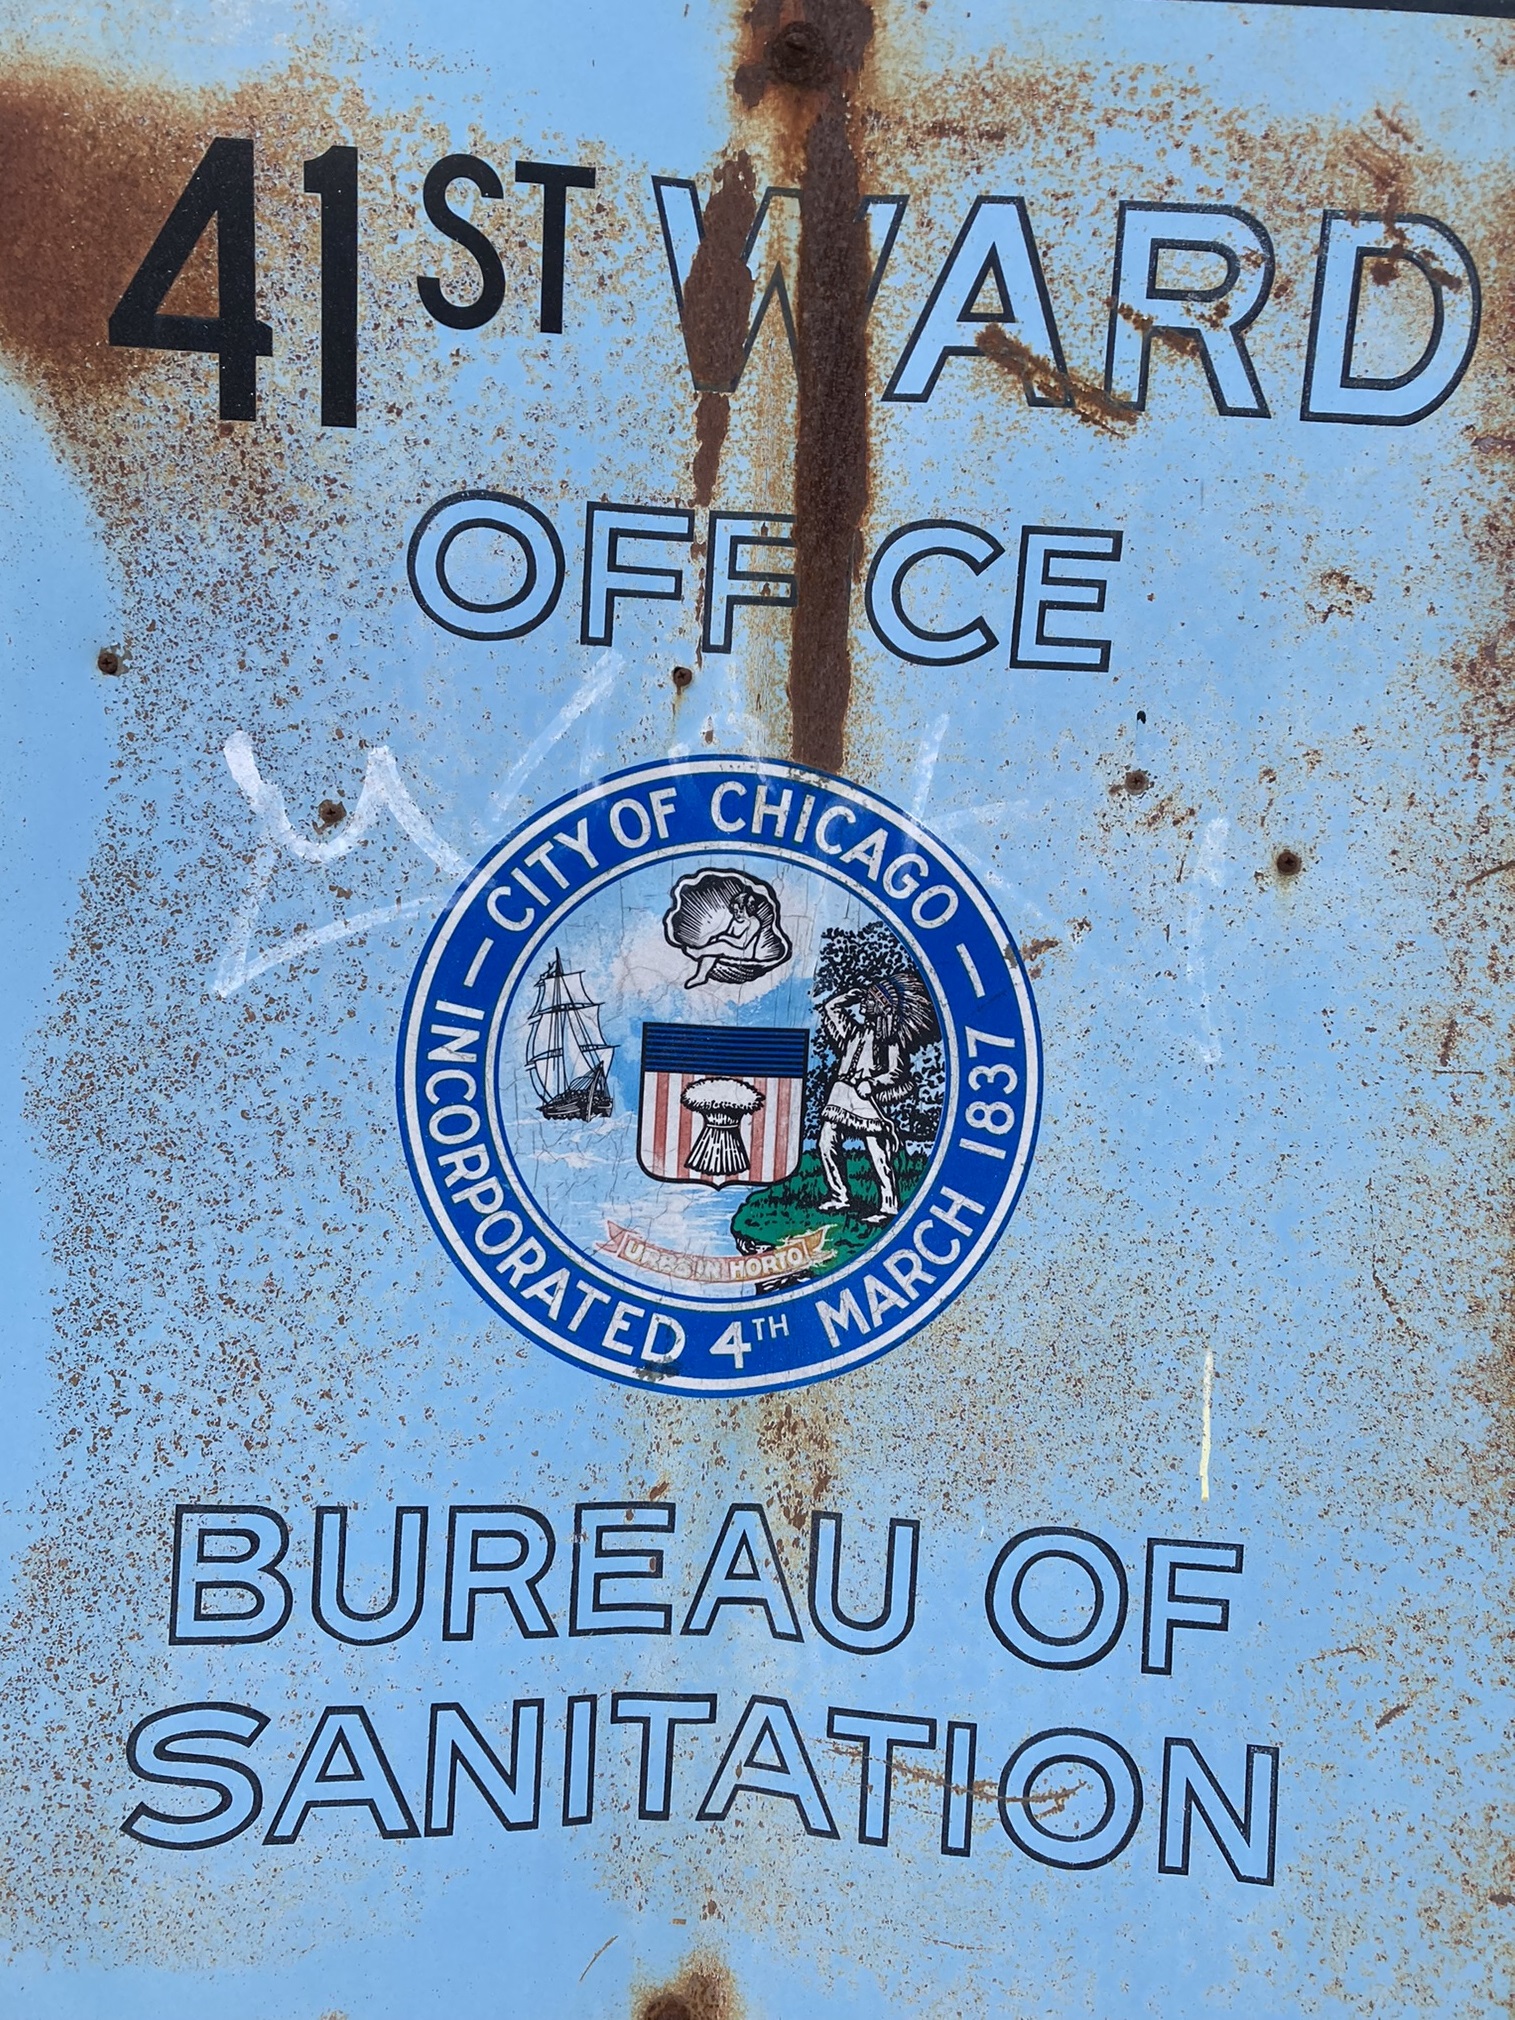 41ST WARD
OFFICE
CITY OF CHICAGO
INCORPORATED 4TH MARCH 1837
URBS IN HORTO
BUREAU OF
SANITATION